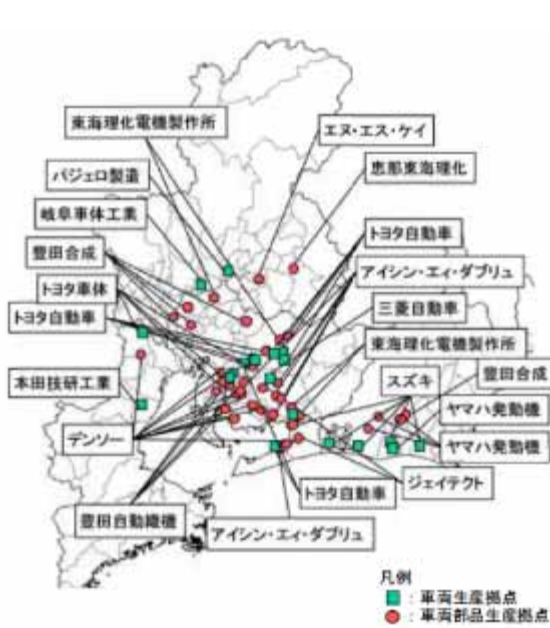 東海理化電機製作所
エヌ・エス・ケイ
パジェロ製造
恵那東海理化
岐阜車体工業
トヨタ自動車
豊田合成
アイシン・エィ・ダブリュ
トヨタ車体
三菱自動車
トヨタ自動車
東海理化電機製作所
豊田合成
スズキ
本田技研工業
ヤマハ発動機
デンソー
ヤマハ発動機
ジェイテクト
トヨタ自動車
豊田自動織機
アイシン・エィ・ダブリュ
凡例
：車両生産拠点
：車両部品生産拠点